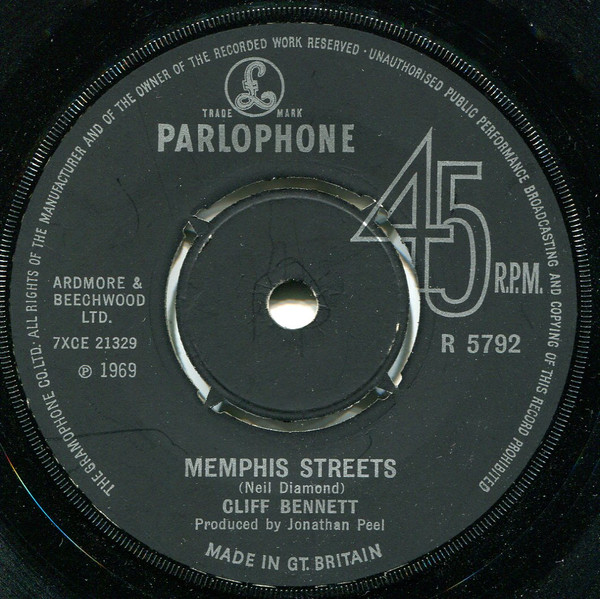 THE GRAMOPHONE CO. LTD. · ALL RIGHTS OF THE MANUFACTURER AND OF THE OWNER OF THE RECORDED WORK RESERVED · UNAUTHORISED PUBLIC PERFORMANCE BROADCASTING AND COPYING OF THIS RECORD PROHIBITED
£
TRADE MARK
PARLOPHONE
45
R.P.M.
ARDMORE &
BEECHWOOD
LTD.
7XCE 21329
℗ 1969
R 5792
MEMPHIS STREETS
(Neil Diamond)
CLIFF BENNETT
Produced by Jonathan Peel
MADE IN GT. BRITAIN